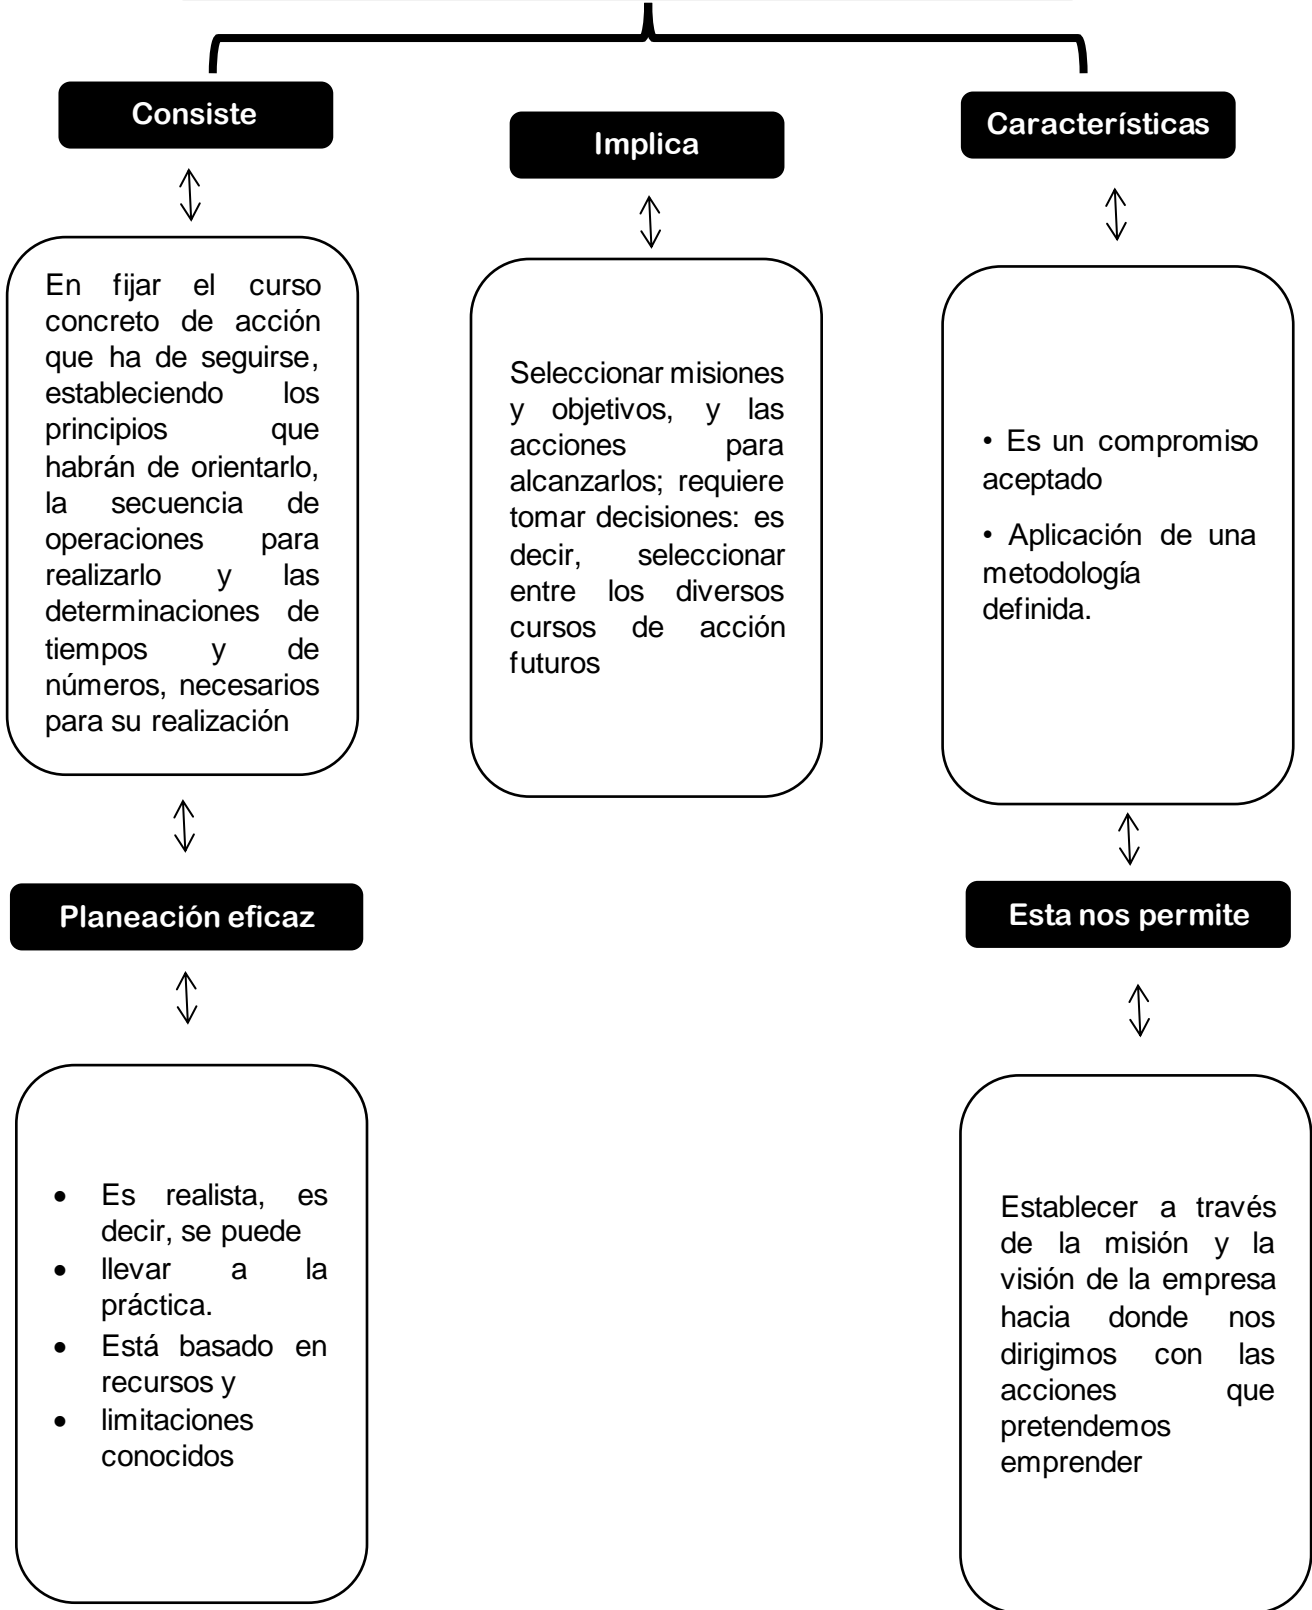 Consiste
En fijar el curso
concreto de acción
que ha de seguirse,
estableciendo los
principios que
habrán de orientarlo,
la secuencia de
operaciones para
realizarlo y las
determinaciones de
tiempos y de
números, necesarios
para su realización
Planeación eficaz
• Es realista, es
decir, se puede
• llevar a la
práctica.
• Está basado en
recursos y
• limitaciones
conocidos
Implica
Seleccionar misiones
y objetivos, y las
acciones para
alcanzarlos; requiere
tomar decisiones: es
decir, seleccionar
entre los diversos
cursos de acción
futuros
Características
• Es un compromiso
aceptado
• Aplicación de una
metodología
definida.
Esta nos permite
Establecer a través
de la misión y la
visión de la empresa
hacia donde nos
dirigimos con las
acciones que
pretendemos
emprender